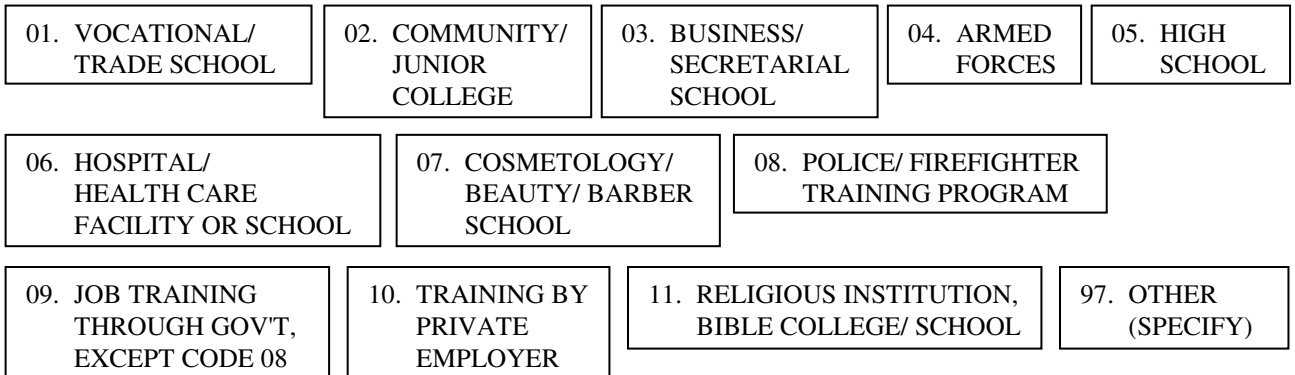 01. VOCATIONAL/
TRADE SCHOOL
02. COMMUNITY/
JUNIOR
COLLEGE
03. BUSINESS/
SECRETARIAL
SCHOOL
04. ARMED
FORCES
05. HIGH
SCHOOL
06. HOSPITAL/
HEALTH CARE
FACILITY OR SCHOOL
07. COSMETOLOGY/
BEAUTY/ BARBER
SCHOOL
08. POLICE/ FIREFIGHTER
TRAINING PROGRAM
09. JOB TRAINING
THROUGH GOV'T,
EXCEPT CODE 08
10. TRAINING BY
PRIVATE
EMPLOYER
11. RELIGIOUS INSTITUTION,
BIBLE COLLEGE/ SCHOOL
97. OTHER
(SPECIFY)